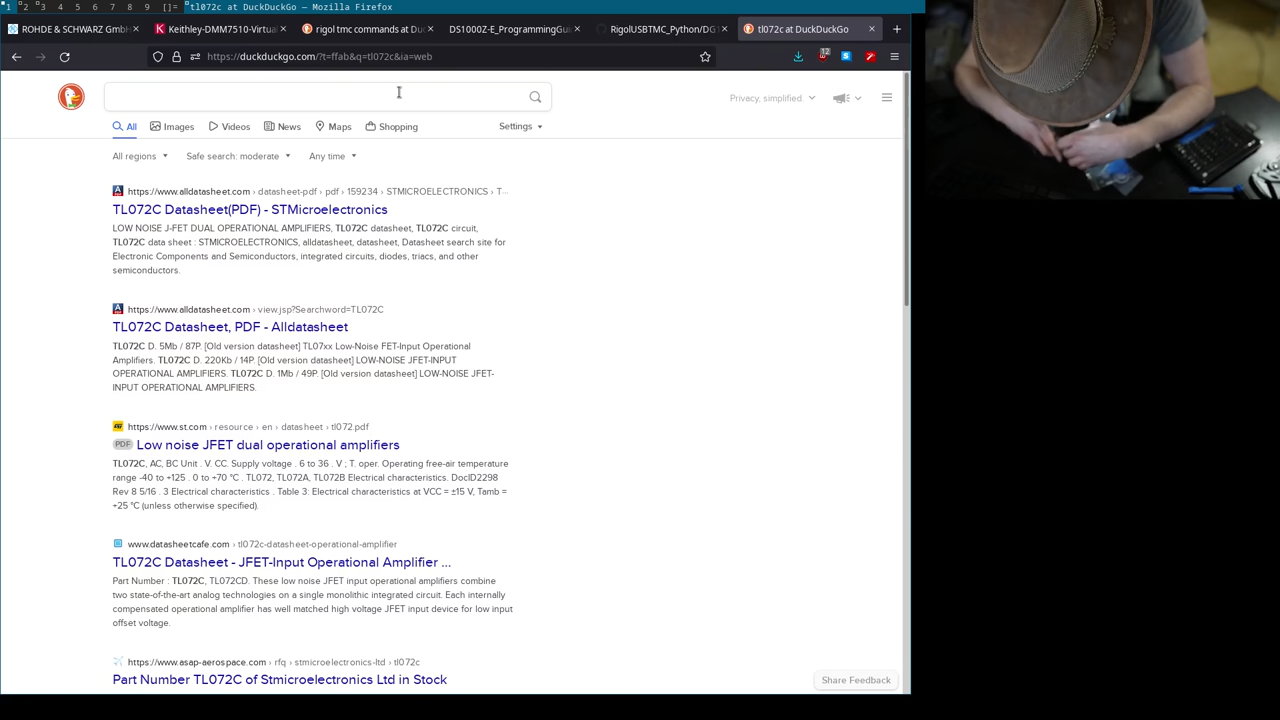 1 2 3 4 5 6 7 8 9 []= tl072c at DuckDuckGo — Mozilla Firefox
ROHDE & SCHWARZ GmbH
Keithley-DMM7510-Virtual
rigol tmc commands at Du
DS1000Z-E_ProgrammingGui
RigolUSBTMC_Python/DG1
tl072c at DuckDuckGo
https://duckduckgo.com/?t=ffab&q=tl072c&ia=web
12
Privacy, simplified.
All Images Videos News Maps Shopping Settings
All regions Safe search: moderate Any time
https://www.alldatasheet.com › datasheet-pdf › pdf › 159234 › STMICROELECTRONICS › T...
TL072C Datasheet(PDF) - STMicroelectronics
LOW NOISE J-FET DUAL OPERATIONAL AMPLIFIERS, TL072C datasheet, TL072C circuit,
TL072C data sheet : STMICROELECTRONICS, alldatasheet, datasheet, Datasheet search site for
Electronic Components and Semiconductors, integrated circuits, diodes, triacs, and other
semiconductors.
https://www.alldatasheet.com › view.jsp?Searchword=TL072C
TL072C Datasheet, PDF - Alldatasheet
TL072C D. 5Mb / 87P. [Old version datasheet] TL07xx Low-Noise FET-Input Operational
Amplifiers. TL072C D. 220Kb / 14P. [Old version datasheet] LOW-NOISE JFET-INPUT
OPERATIONAL AMPLIFIERS. TL072C D. 1Mb / 49P. [Old version datasheet] LOW-NOISE JFET-
INPUT OPERATIONAL AMPLIFIERS.
https://www.st.com › resource › en › datasheet › tl072.pdf
PDF Low noise JFET dual operational amplifiers
TL072C, AC, BC Unit . V. CC. Supply voltage . 6 to 36 . V ; T. oper. Operating free-air temperature
range -40 to +125 . 0 to +70 °C . TL072, TL072A, TL072B Electrical characteristics. DocID2298
Rev 8 5/16 . 3 Electrical characteristics . Table 3: Electrical characteristics at VCC = ±15 V, Tamb =
+25 °C (unless otherwise specified).
www.datasheetcafe.com › tl072c-datasheet-operational-amplifier
TL072C Datasheet - JFET-Input Operational Amplifier ...
Part Number : TL072C, TL072CD. These low noise JFET input operational amplifiers combine
two state-of-the-art analog technologies on a single monolithic integrated circuit. Each internally
compensated operational amplifier has well matched high voltage JFET input device for low input
offset voltage.
https://www.asap-aerospace.com › rfq › stmicroelectronics-ltd › tl072c
Part Number TL072C of Stmicroelectronics Ltd in Stock
Share Feedback